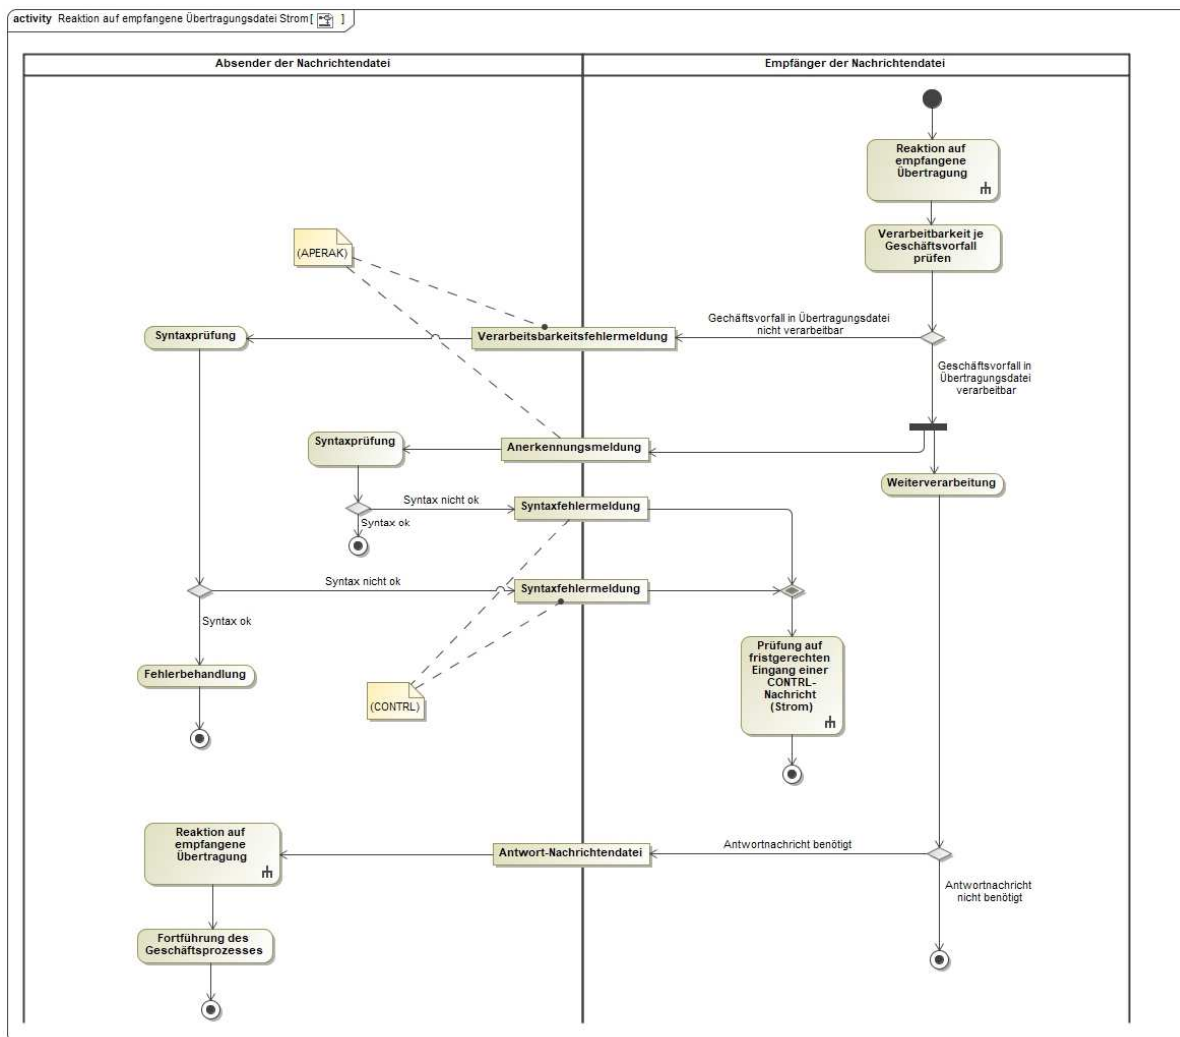 activity Reaktion auf empfangene Übertragungsdatei Strom[ ]
Absender der Nachrichtendatei
Empfänger der Nachrichtendatei
Reaktion auf
empfangene
Übertragung
Verarbeitbarkeit je
Geschäftsvorfall
prüfen
(APERAK)
Gechäftsvorfall in Übertragungsdatei
nicht verarbeitbar
Syntaxprüfung
Verarbeitsbarkeitsfehlermeldung
Geschäftsvorfall in
Übertragungsdatei
verarbeitbar
Syntaxprüfung
Anerkennungsmeldung
Weiterverarbeitung
Syntax nicht ok
Syntaxfehlermeldung
Syntax ok
Syntax nicht ok
Syntaxfehlermeldung
Syntax ok
Fehlerbehandlung
(CONTRL)
Prüfung auf
fristgerechten
Eingang einer
CONTRL-
Nachricht
(Strom)
Reaktion auf
empfangene
Übertragung
Antwort-Nachrichtendatei
Antwortnachricht benötigt
Antwortnachricht
nicht benötigt
Fortführung des
Geschäftsprozesses